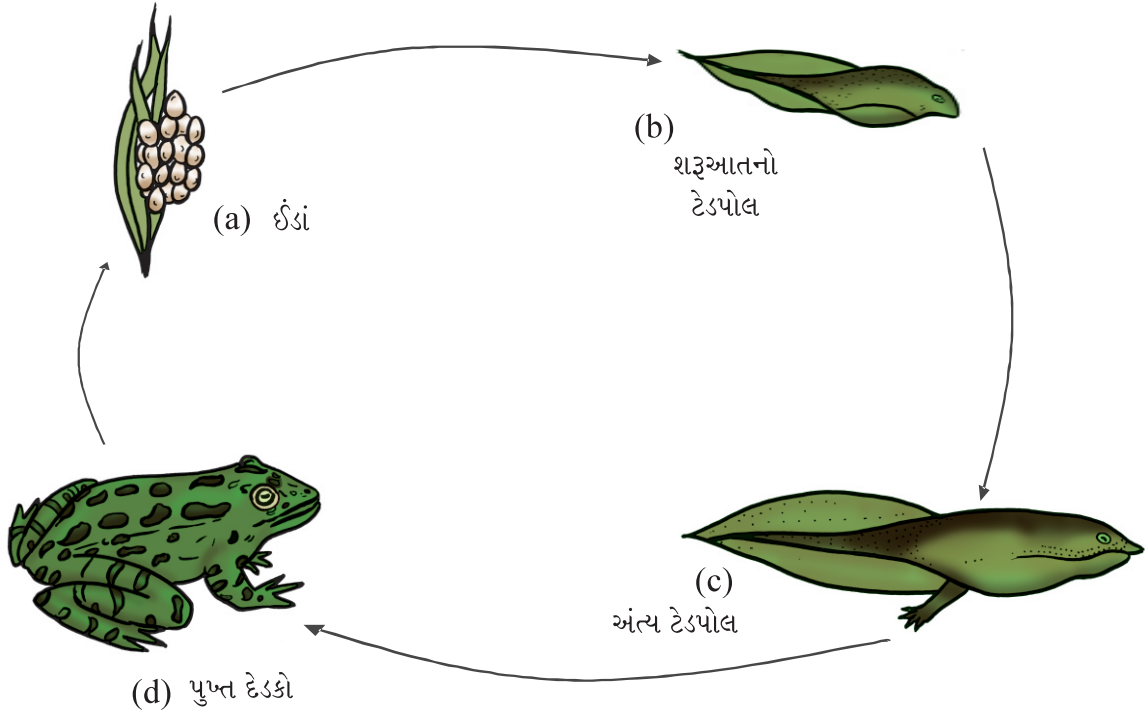 (a) ઈંડાં
(b)
શરૂઆતનો
ટેડપોલ
(c)
અંત્ય ટેડપોલ
(d) પુખ્ત દેડકો